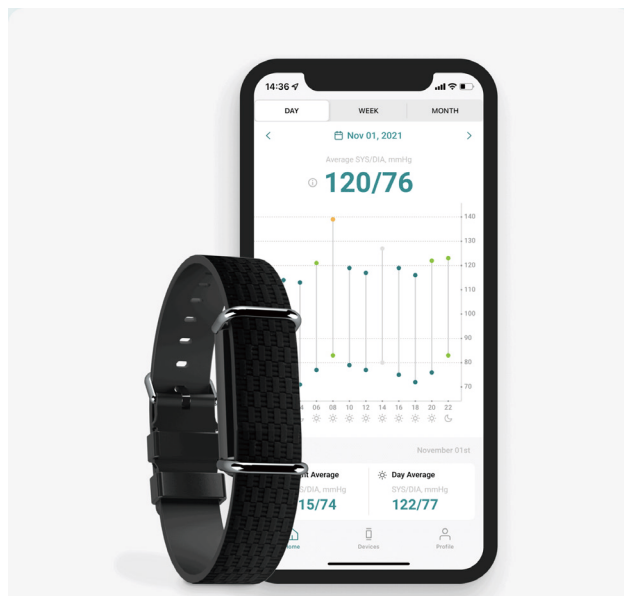 14:36
DAY WEEK MONTH
Nov 01, 2021
Average SYS/DIA, mmHg
120/76
140
130
120
110
100
90
80
70
06 08 10 12 14 16 18 20 22
November 01st
Average Day Average
mmHg SYS/DIA, mmHg
15/74 122/77
Devices Profile